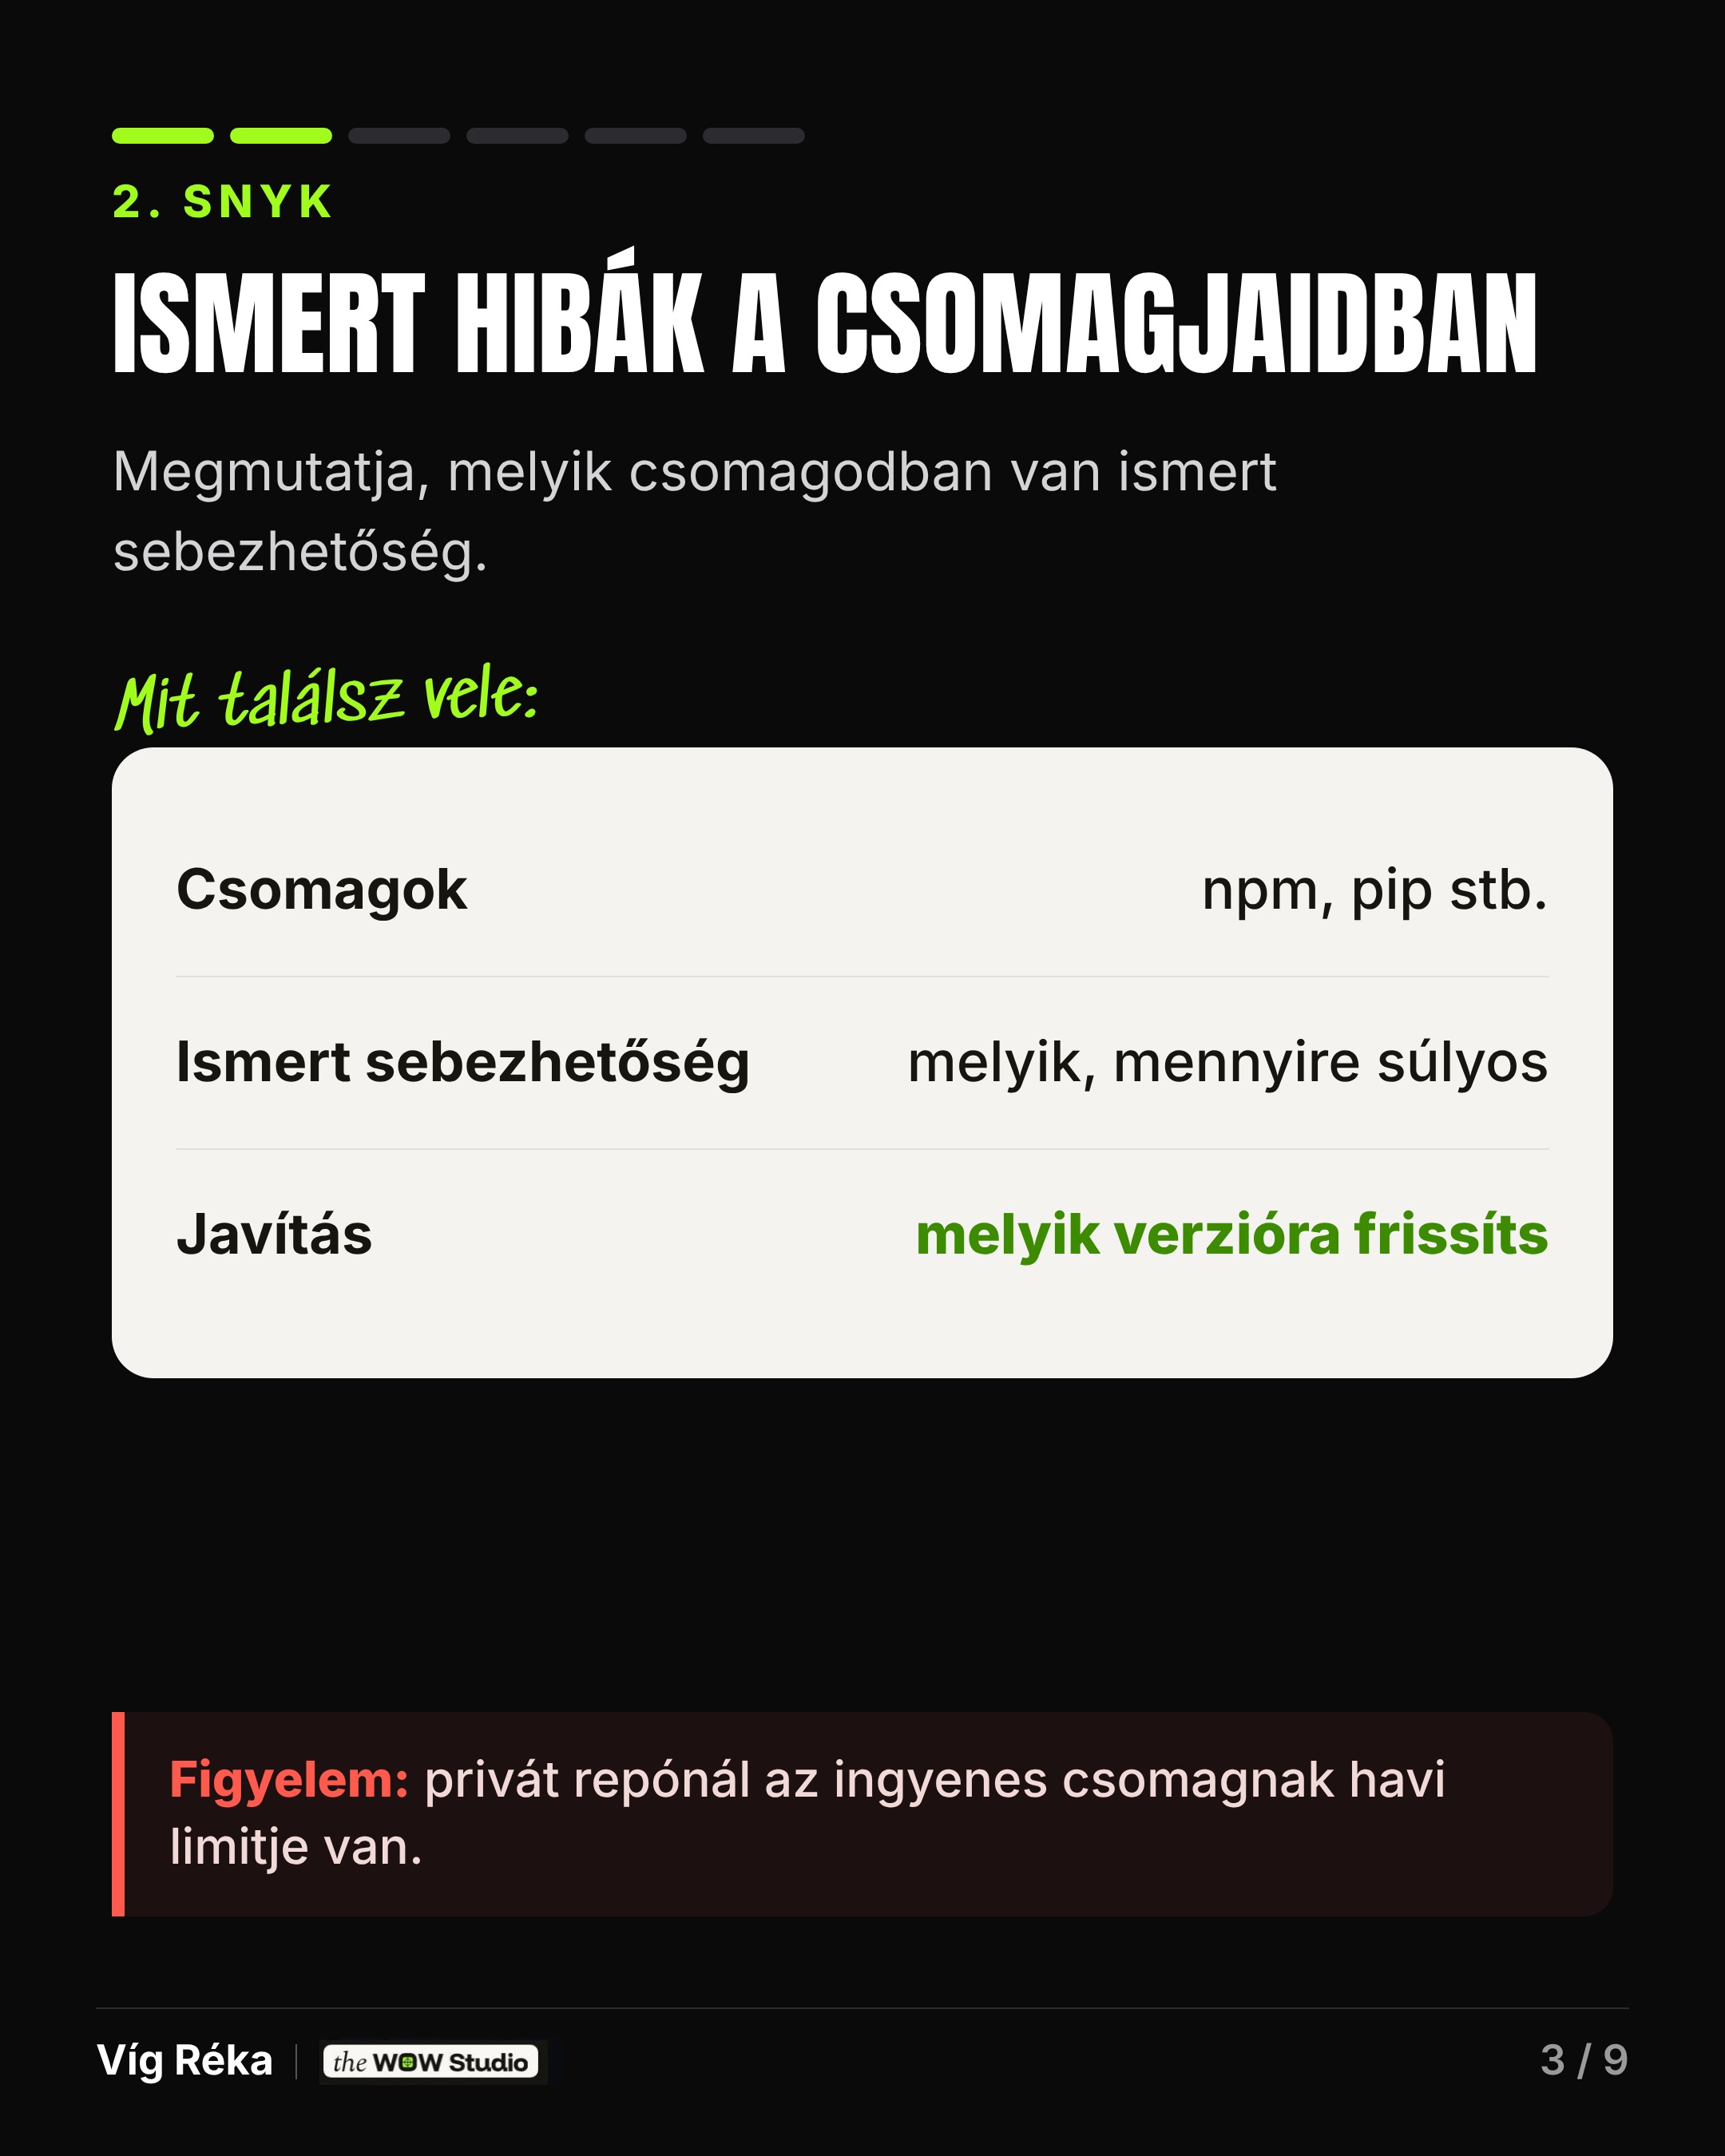 2. SNYK
ISMERT HIBÁK A CSOMAGJAIDBAN
Megmutatja, melyik csomagodban van ismert
sebezhetőség.
Mit találsz vele:
Csomagok npm, pip stb.
Ismert sebezhetőség melyik, mennyire súlyos
Javítás melyik verzióra frissíts
Figyelem: privát repónál az ingyenes csomagnak havi
limitje van.
Víg Réka the WOW Studio 3 / 9